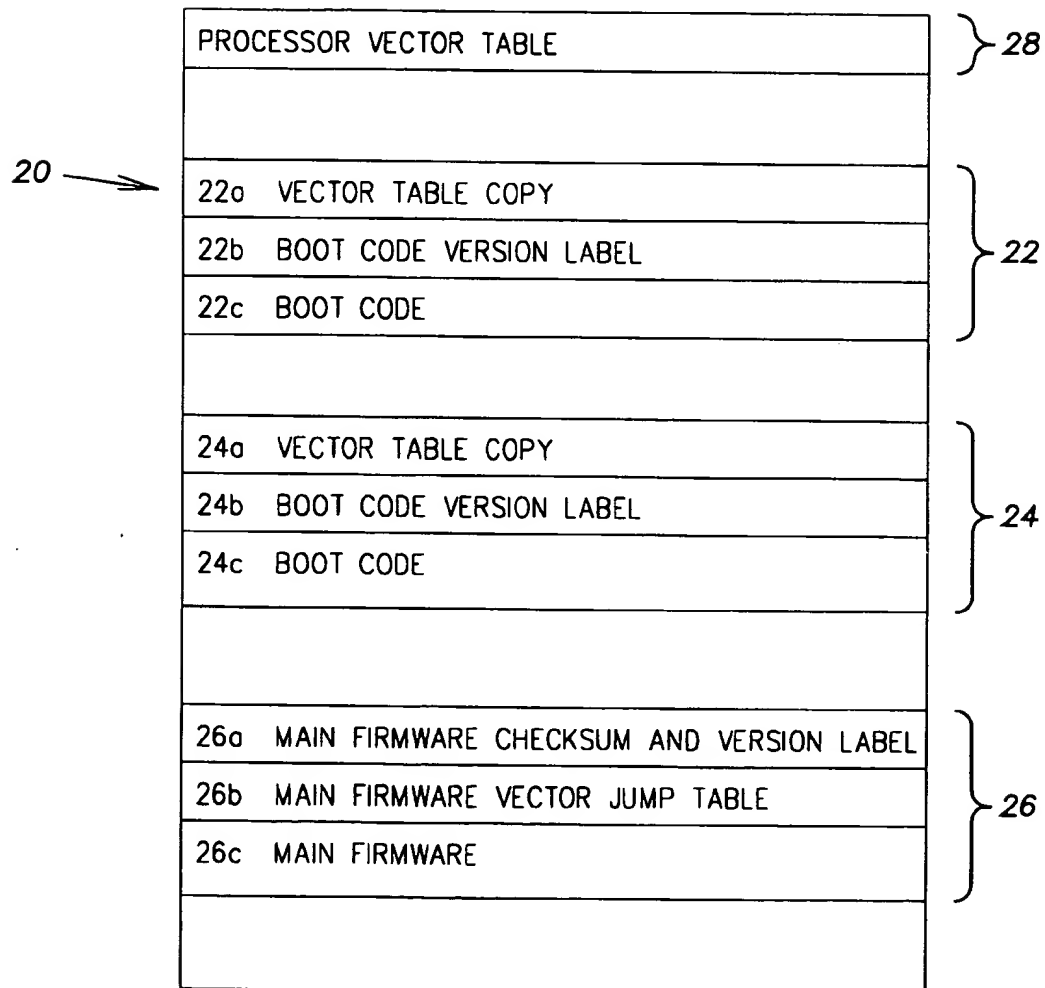 PROCESSOR VECTOR TABLE 28
20
22a VECTOR TABLE COPY
22b BOOT CODE VERSION LABEL 22
22c BOOT CODE
24a VECTOR TABLE COPY
24b BOOT CODE VERSION LABEL 24
24c BOOT CODE
26a MAIN FIRMWARE CHECKSUM AND VERSION LABEL
26b MAIN FIRMWARE VECTOR JUMP TABLE 26
26c MAIN FIRMWARE